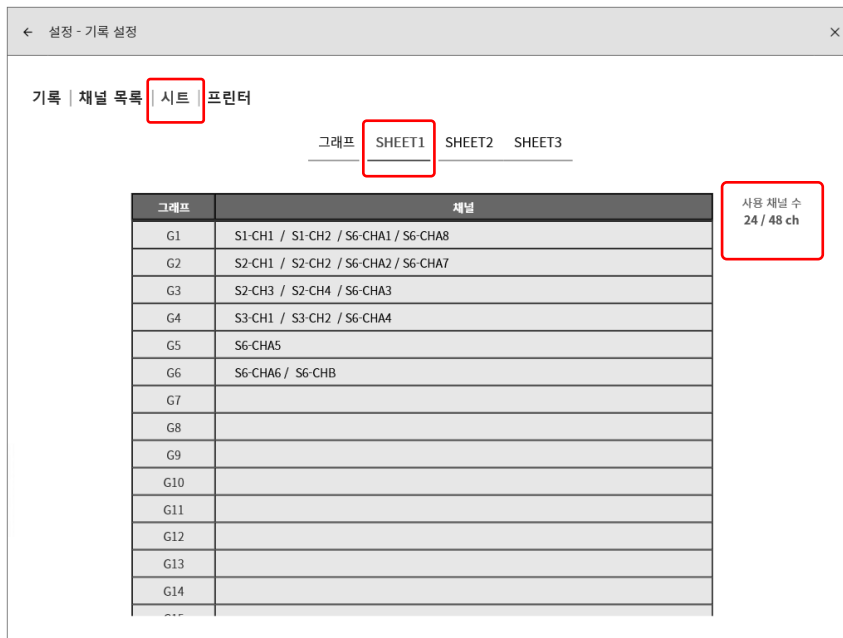 ← 설정 - 기록 설정 ×
기록 | 채널 목록 | 시트 | 프린터
그래프 SHEET1 SHEET2 SHEET3
그래프 채널
사용 채널 수
24 / 48 ch
G1 S1-CH1 / S1-CH2 / S6-CHA1 / S6-CHA8
G2 S2-CH1 / S2-CH2 / S6-CHA2 / S6-CHA7
G3 S2-CH3 / S2-CH4 / S6-CHA3
G4 S3-CH1 / S3-CH2 / S6-CHA4
G5 S6-CHA5
G6 S6-CHA6 / S6-CHB
G7
G8
G9
G10
G11
G12
G13
G14